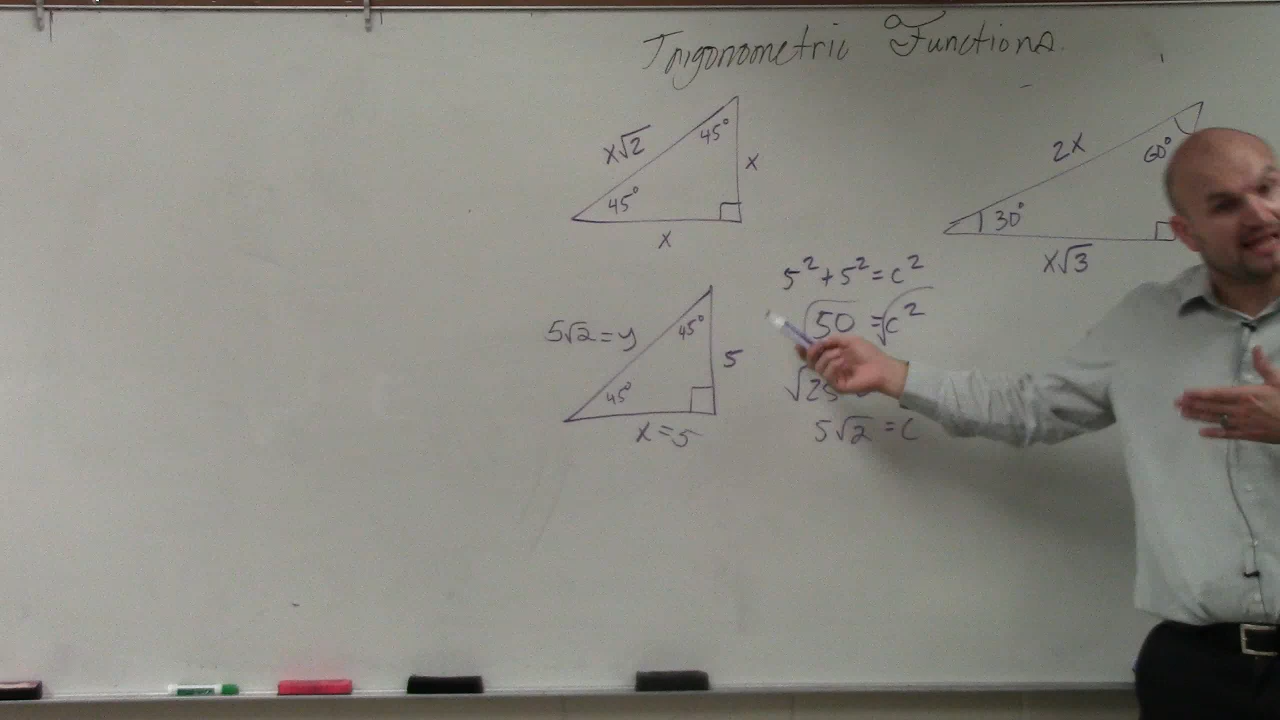 Trigonometric Functions.
x√2
45°
x
45°
x
2x
60°
30°
x√3
5√2 = y
45°
5
45°
x = 5
5² + 5² = c²
√50 = √c²
5√2 = c